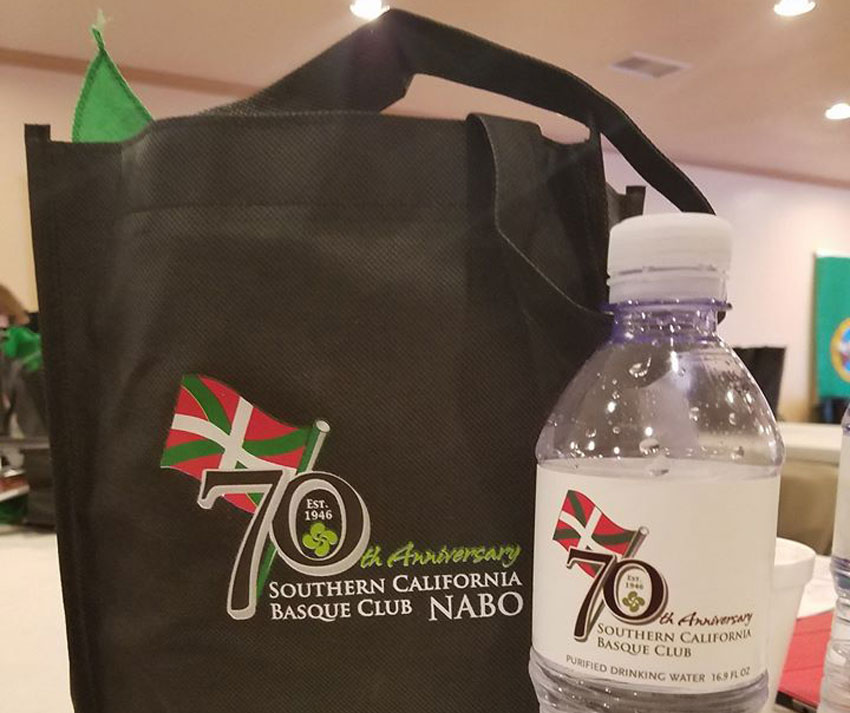 70th Anniversary
EST.
1946
SOUTHERN CALIFORNIA
BASQUE CLUB NABO
70th Anniversary
EST.
1946
SOUTHERN CALIFORNIA
BASQUE CLUB
PURIFIED DRINKING WATER 16.9 FL OZ